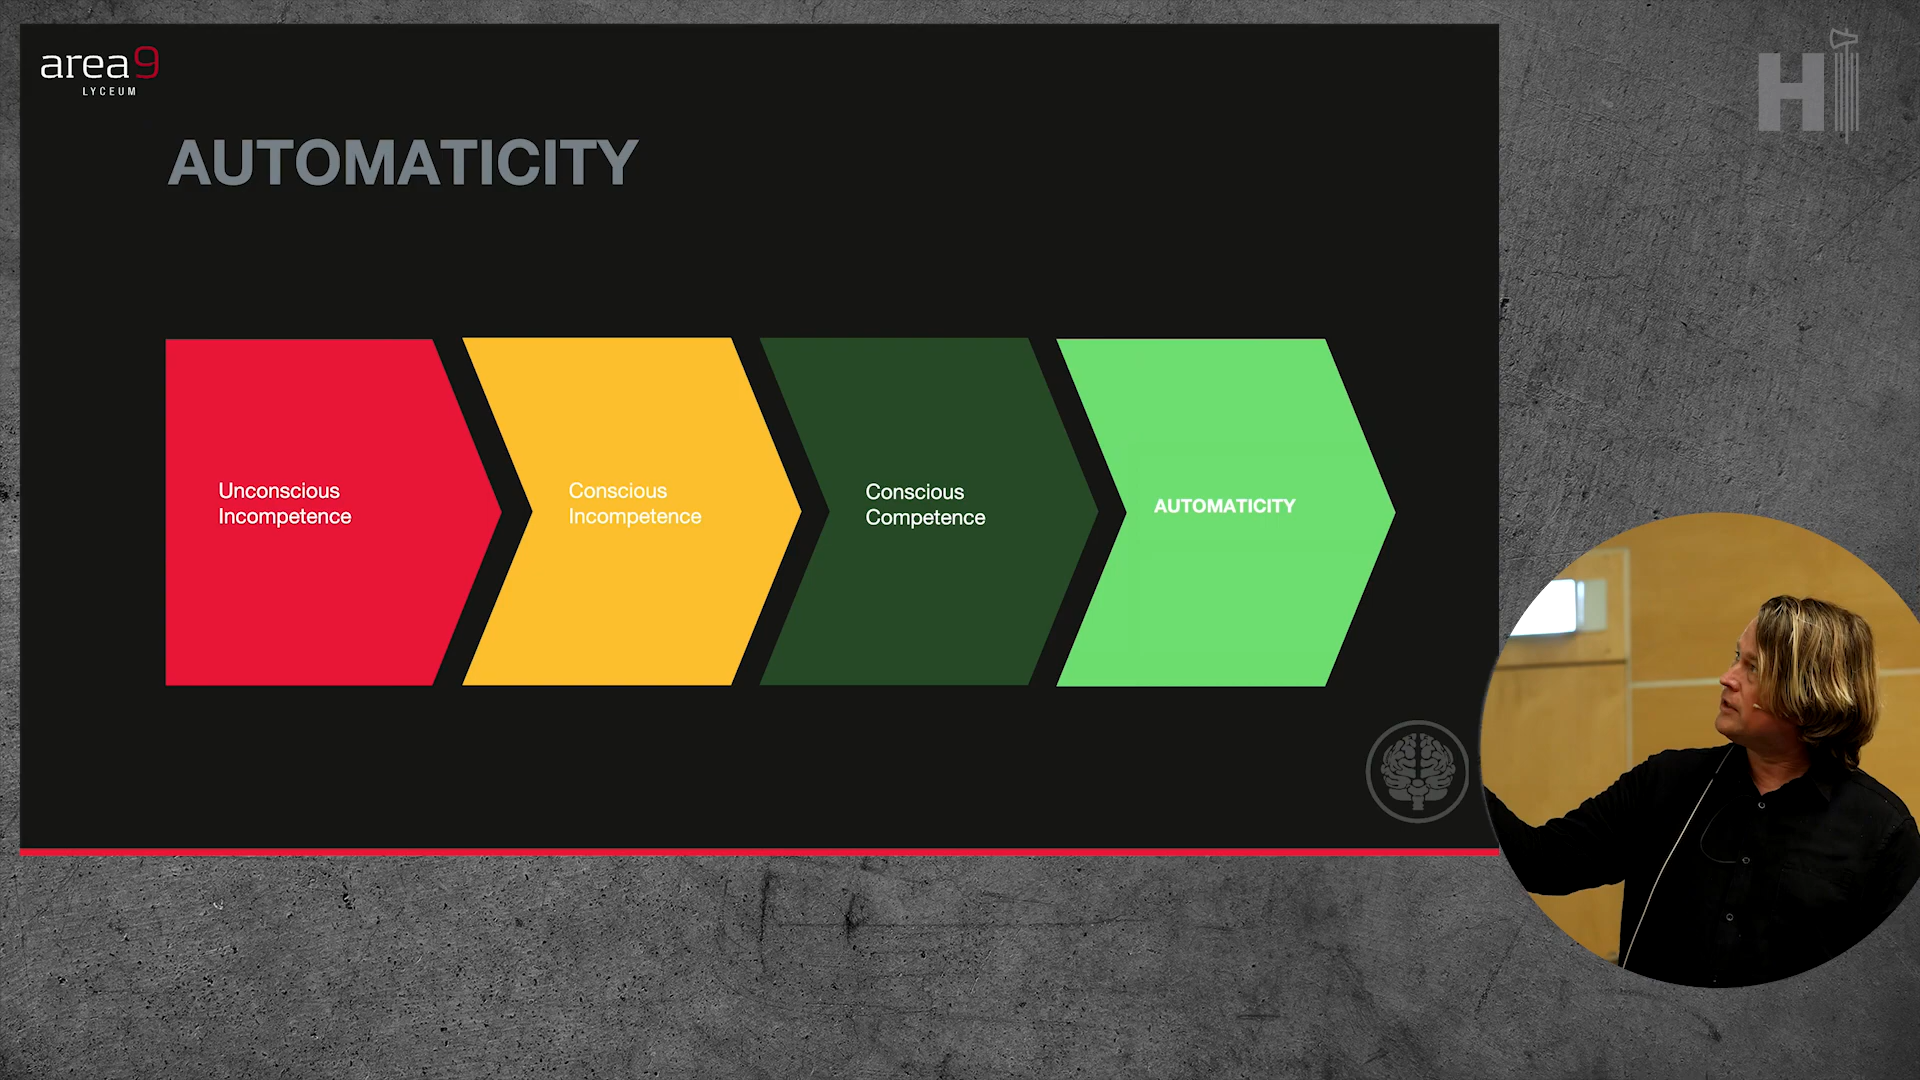 area9
LYCEUM
H
AUTOMATICITY
Unconscious
Incompetence
Conscious
Incompetence
Conscious
Competence
AUTOMATICITY